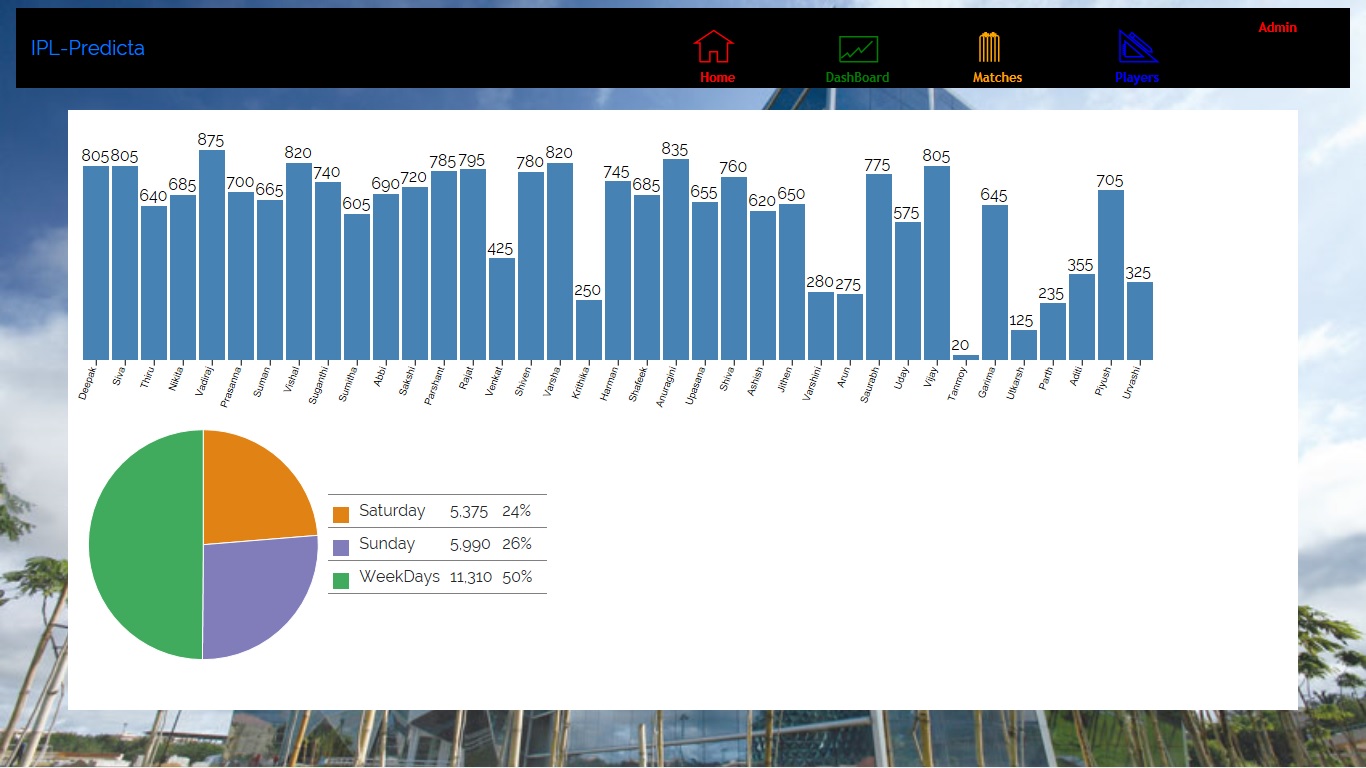 IPL-Predicta
Admin
Home
DashBoard
Matches
Players
805 805 640 685 875 700 665 820 740 605 690 720 785 795 425 780 820 250 745 685 835 655 760 620 650 280 275 775 575 805 20 645 125 235 355 705 325
Deepak Siva Thiru Nikita Vadiraj Prasanna Suman Vishal Suganthi Sumitha Abbi Sakshi Parshant Rajat Venkat Shiven Varsha Krithika Harman Shafeek Anuragini Upasana Shiva Ashish Jithen Varshini Arun Saurabh Uday Vijay Tanmoy Garima Utkarsh Parth Aditi Piyush Urvashi
Saturday 5,375 24%
Sunday 5,990 26%
WeekDays 11,310 50%